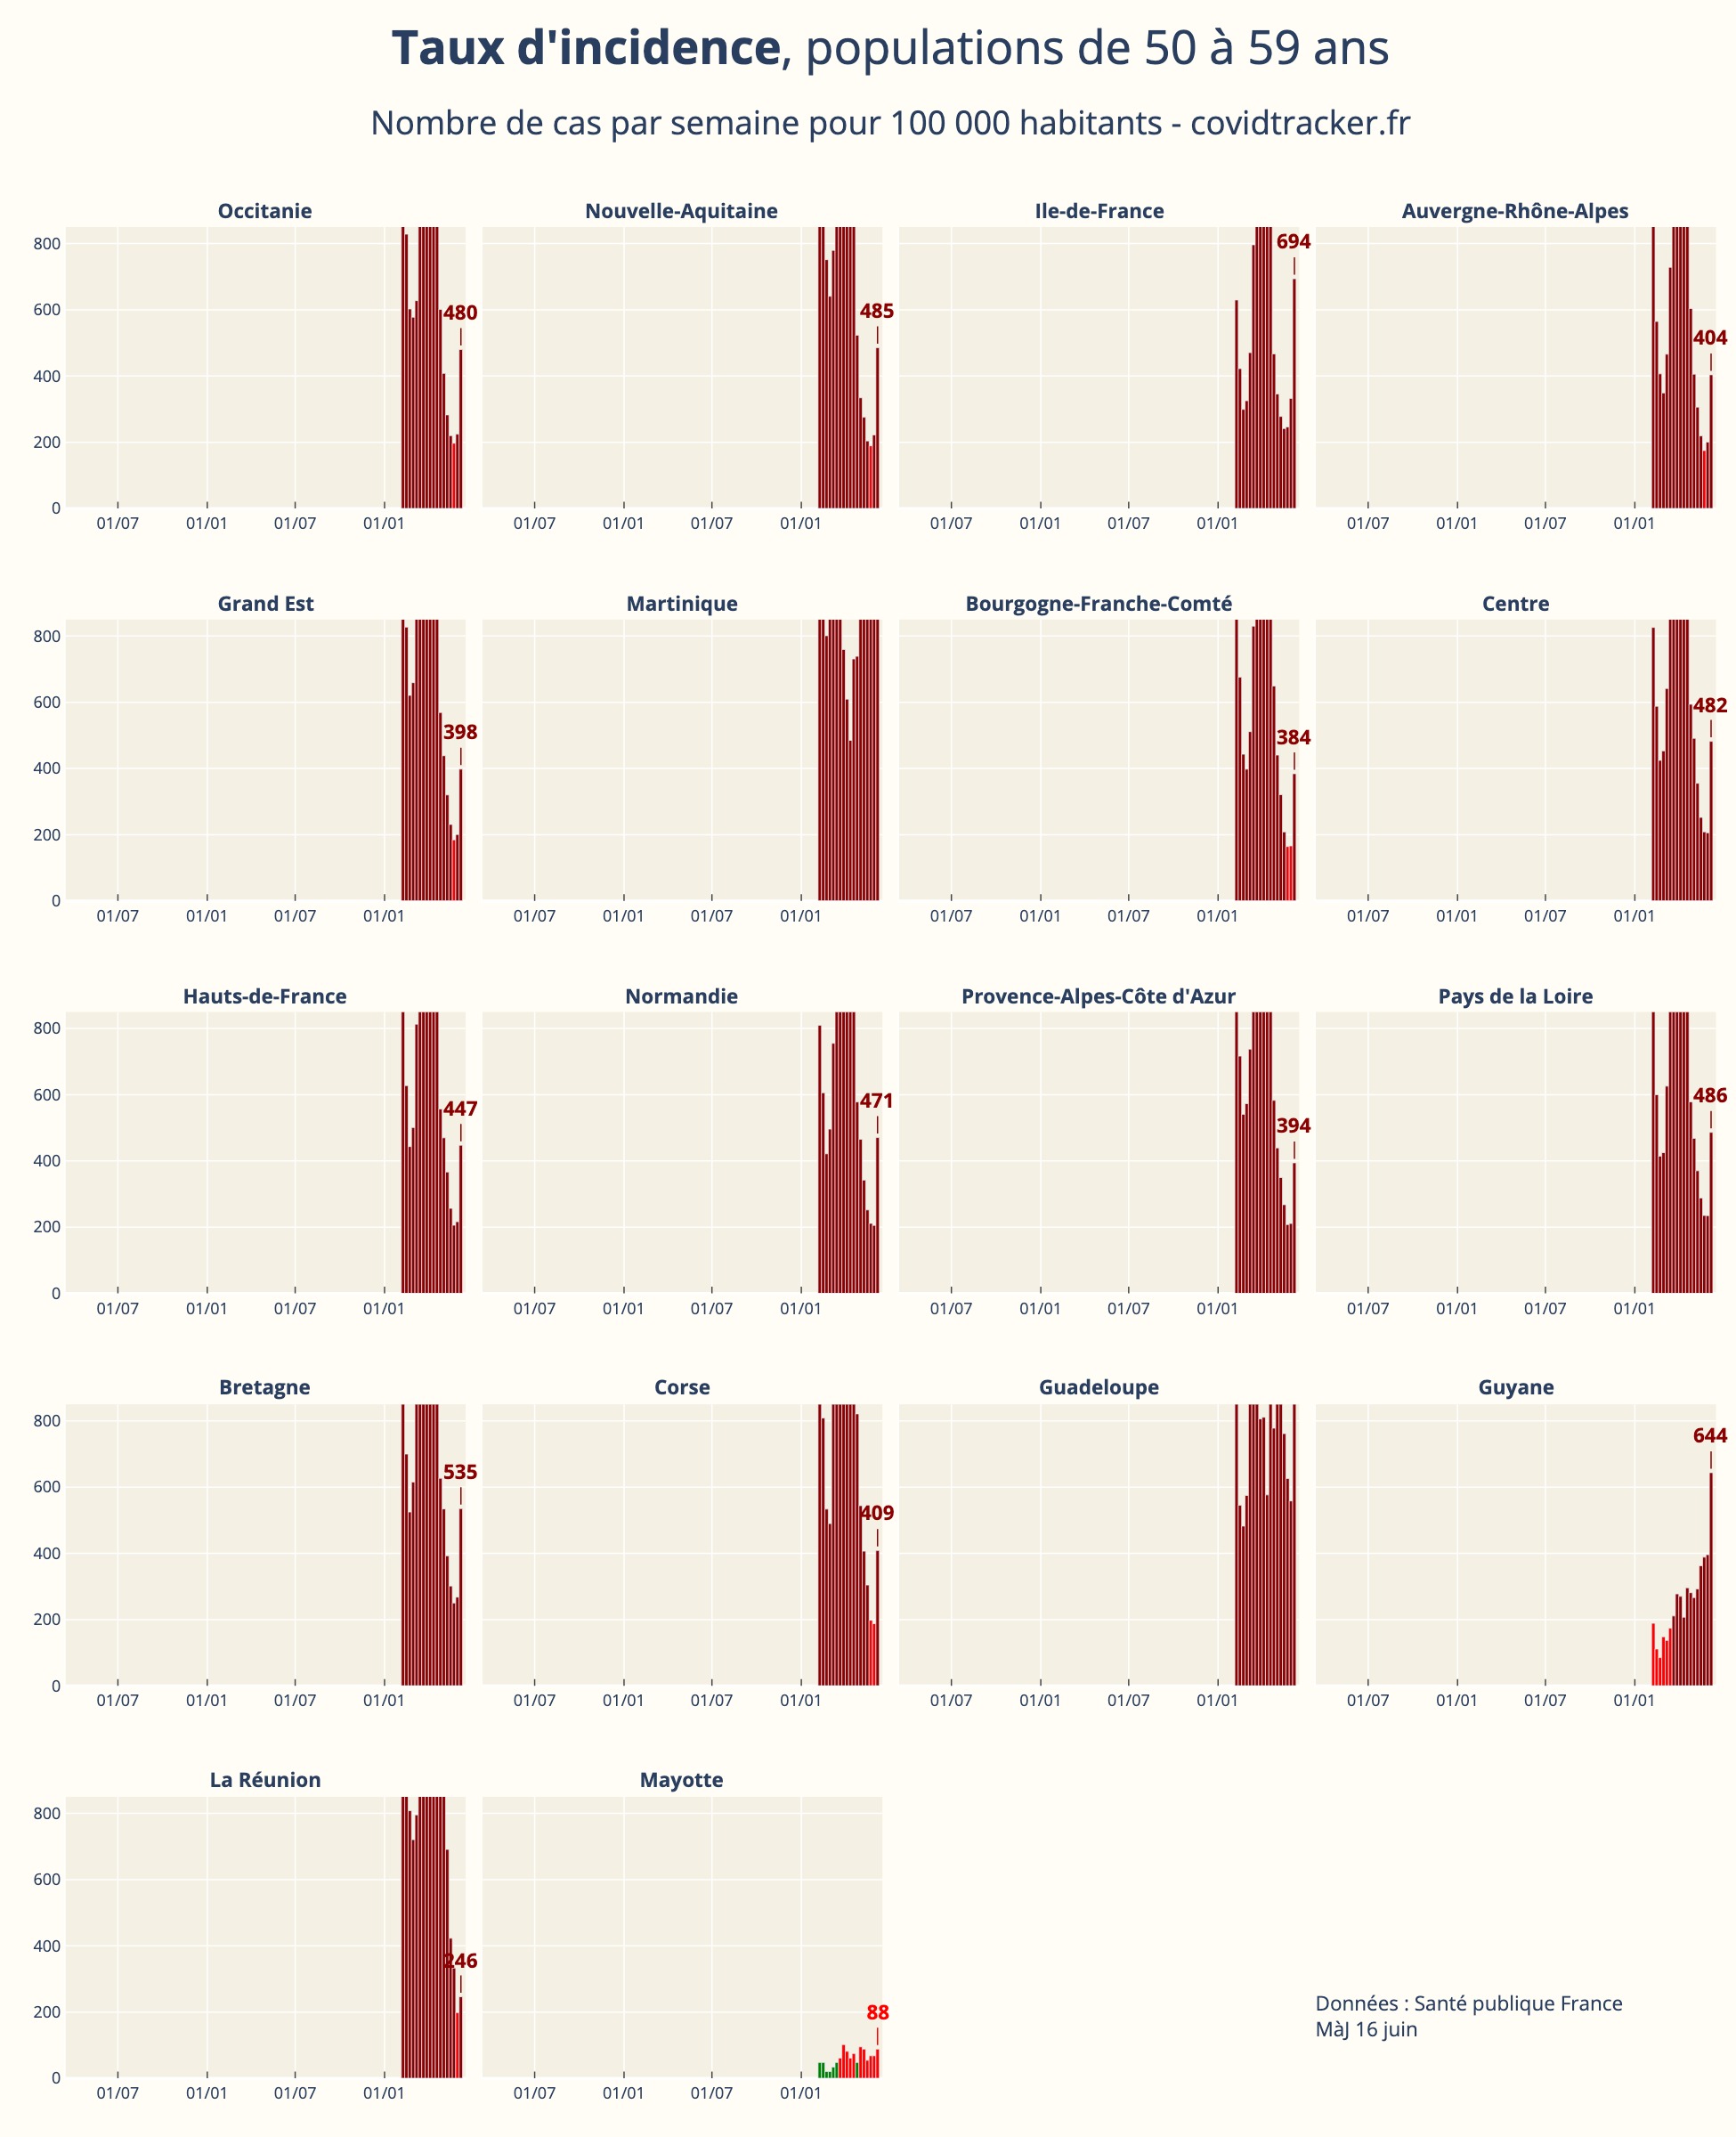 Taux d'incidence, populations de 50 à 59 ans
Nombre de cas par semaine pour 100 000 habitants - covidtracker.fr
Occitanie
800
600
400
200
0
480
01/07 01/01 01/07 01/01
Nouvelle-Aquitaine
485
01/07 01/01 01/07 01/01
Ile-de-France
694
01/07 01/01 01/07 01/01
Auvergne-Rhône-Alpes
404
01/07 01/01 01/07 01/01
Grand Est
800
600
400
200
0
398
01/07 01/01 01/07 01/01
Martinique
01/07 01/01 01/07 01/01
Bourgogne-Franche-Comté
384
01/07 01/01 01/07 01/01
Centre
482
01/07 01/01 01/07 01/01
Hauts-de-France
800
600
400
200
0
447
01/07 01/01 01/07 01/01
Normandie
471
01/07 01/01 01/07 01/01
Provence-Alpes-Côte d'Azur
394
01/07 01/01 01/07 01/01
Pays de la Loire
486
01/07 01/01 01/07 01/01
Bretagne
800
600
400
200
0
535
01/07 01/01 01/07 01/01
Corse
409
01/07 01/01 01/07 01/01
Guadeloupe
01/07 01/01 01/07 01/01
Guyane
644
01/07 01/01 01/07 01/01
La Réunion
800
600
400
200
0
246
01/07 01/01 01/07 01/01
Mayotte
88
01/07 01/01 01/07 01/01
Données : Santé publique France
MàJ 16 juin